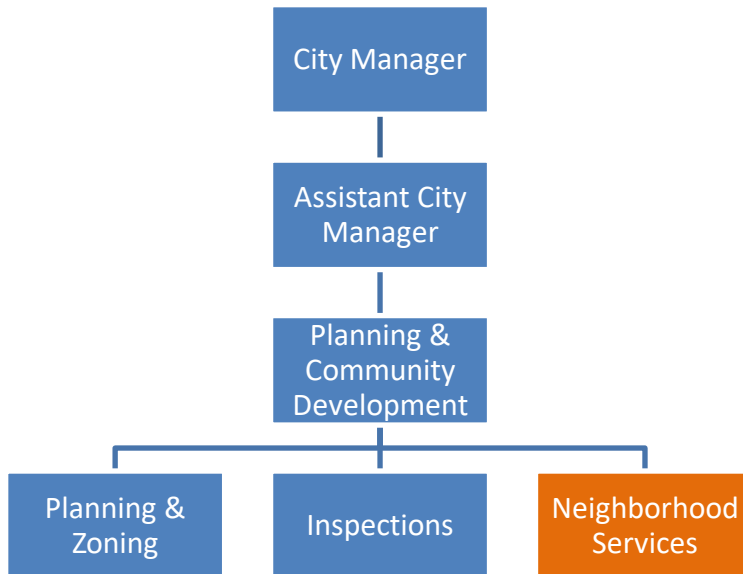 City Manager
Assistant City
Manager
Planning &
Community
Development
Planning &
Zoning
Inspections
Neighborhood
Services